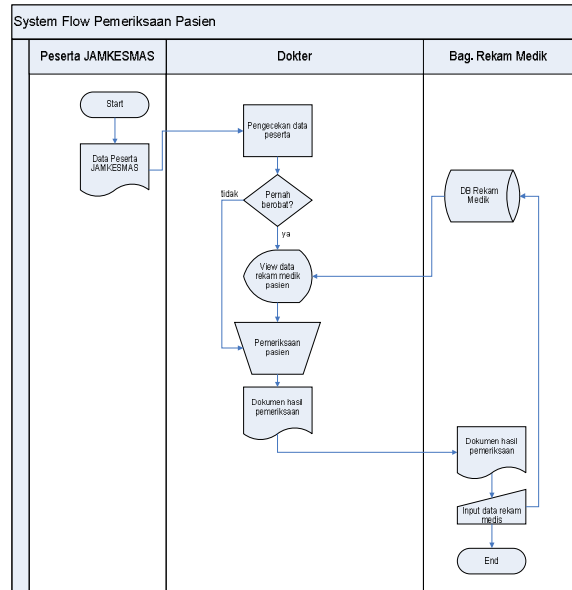 System Flow Pemeriksaan Pasien
Peserta JAMKESMAS
Dokter
Bag. Rekam Medik
Start
Data Peserta
JAMKESMAS
Pengecekan data
peserta
tidak
Pernah
berobat?
ya
View data
rekam medik
pasien
Pemeriksaan
pasien
Dokumen hasil
pemeriksaan
DB Rekam
Medik
Dokumen hasil
pemeriksaan
Input data rekam
medis
End